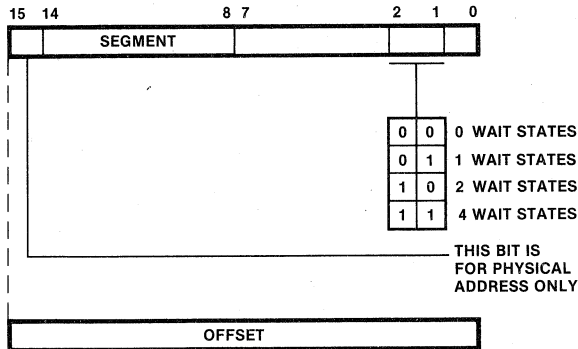 15 14 8 7 2 1 0
SEGMENT
0 0 0 WAIT STATES
0 1 1 WAIT STATES
1 0 2 WAIT STATES
1 1 4 WAIT STATES
THIS BIT IS
FOR PHYSICAL
ADDRESS ONLY
OFFSET